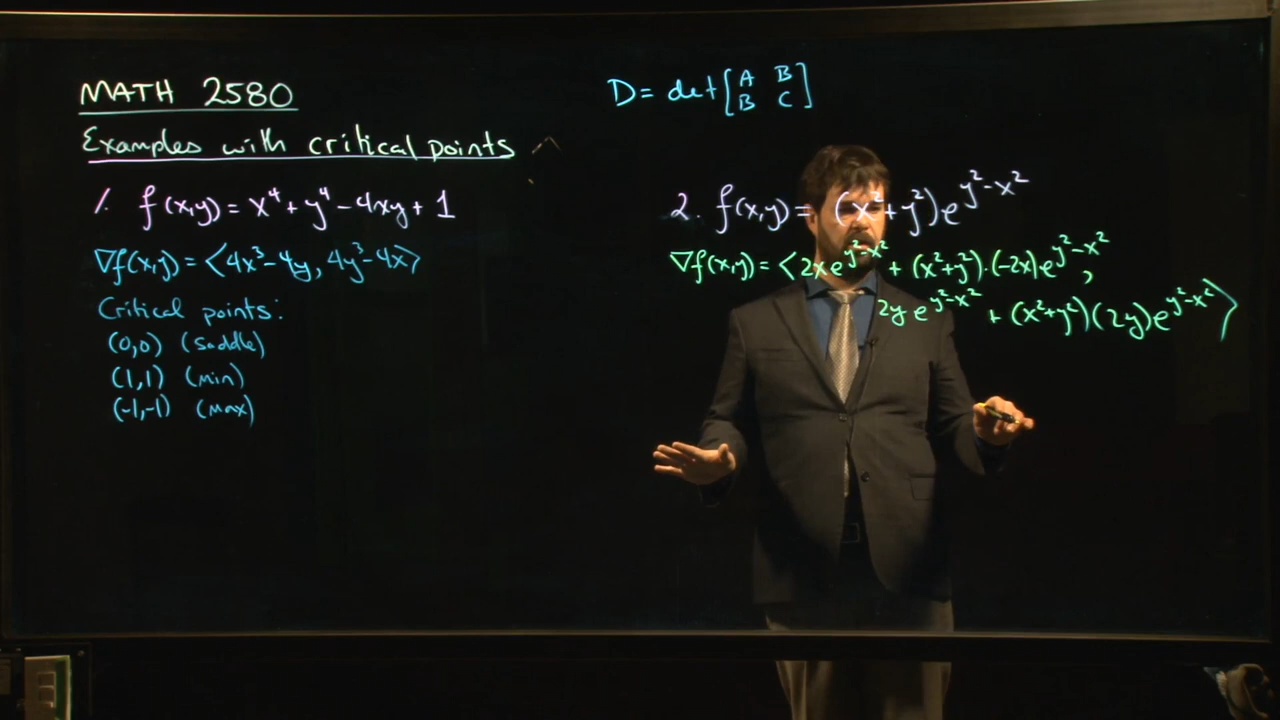 MATH 2580
Examples with critical points
1. f(x,y) = x⁴ + y⁴ - 4xy + 1
∇f(x,y) = ⟨4x³-4y, 4y³-4x⟩
Critical points:
(0,0) (saddle)
(1,1) (min)
(-1,-1) (max)
D = det[A B
B C]
2. f(x,y) = (x²+y²)e^{y²-x²}
∇f(x,y) = ⟨2xe^{y²-x²} + (x²+y²)·(-2x)e^{y²-x²},
2ye^{y²-x²} + (x²+y²)(2y)e^{y²-x²}⟩